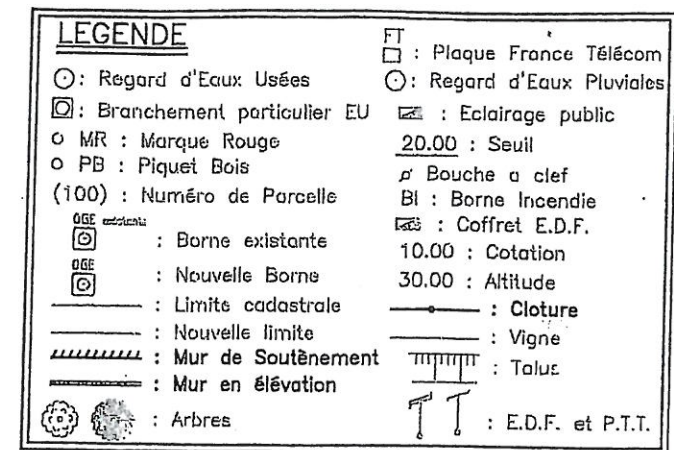 LEGENDE
: Regard d'Eaux Usées
: Branchement particulier EU
MR : Marque Rouge
PB : Piquet Bois
(100) : Numéro de Parcelle
OGE existante
: Borne existante
OGE
: Nouvelle Borne
: Limite cadastrale
: Nouvelle limite
: Mur de Soutènement
: Mur en élévation
: Arbres
FT
: Plaque France Télécom
: Regard d'Eaux Pluviales
: Eclairage public
20.00 : Seuil
Bouche a clef
BI : Borne Incendie
: Coffret E.D.F.
10.00 : Cotation
30.00 : Altitude
: Cloture
: Vigne
: Talus
: E.D.F. et P.T.T.